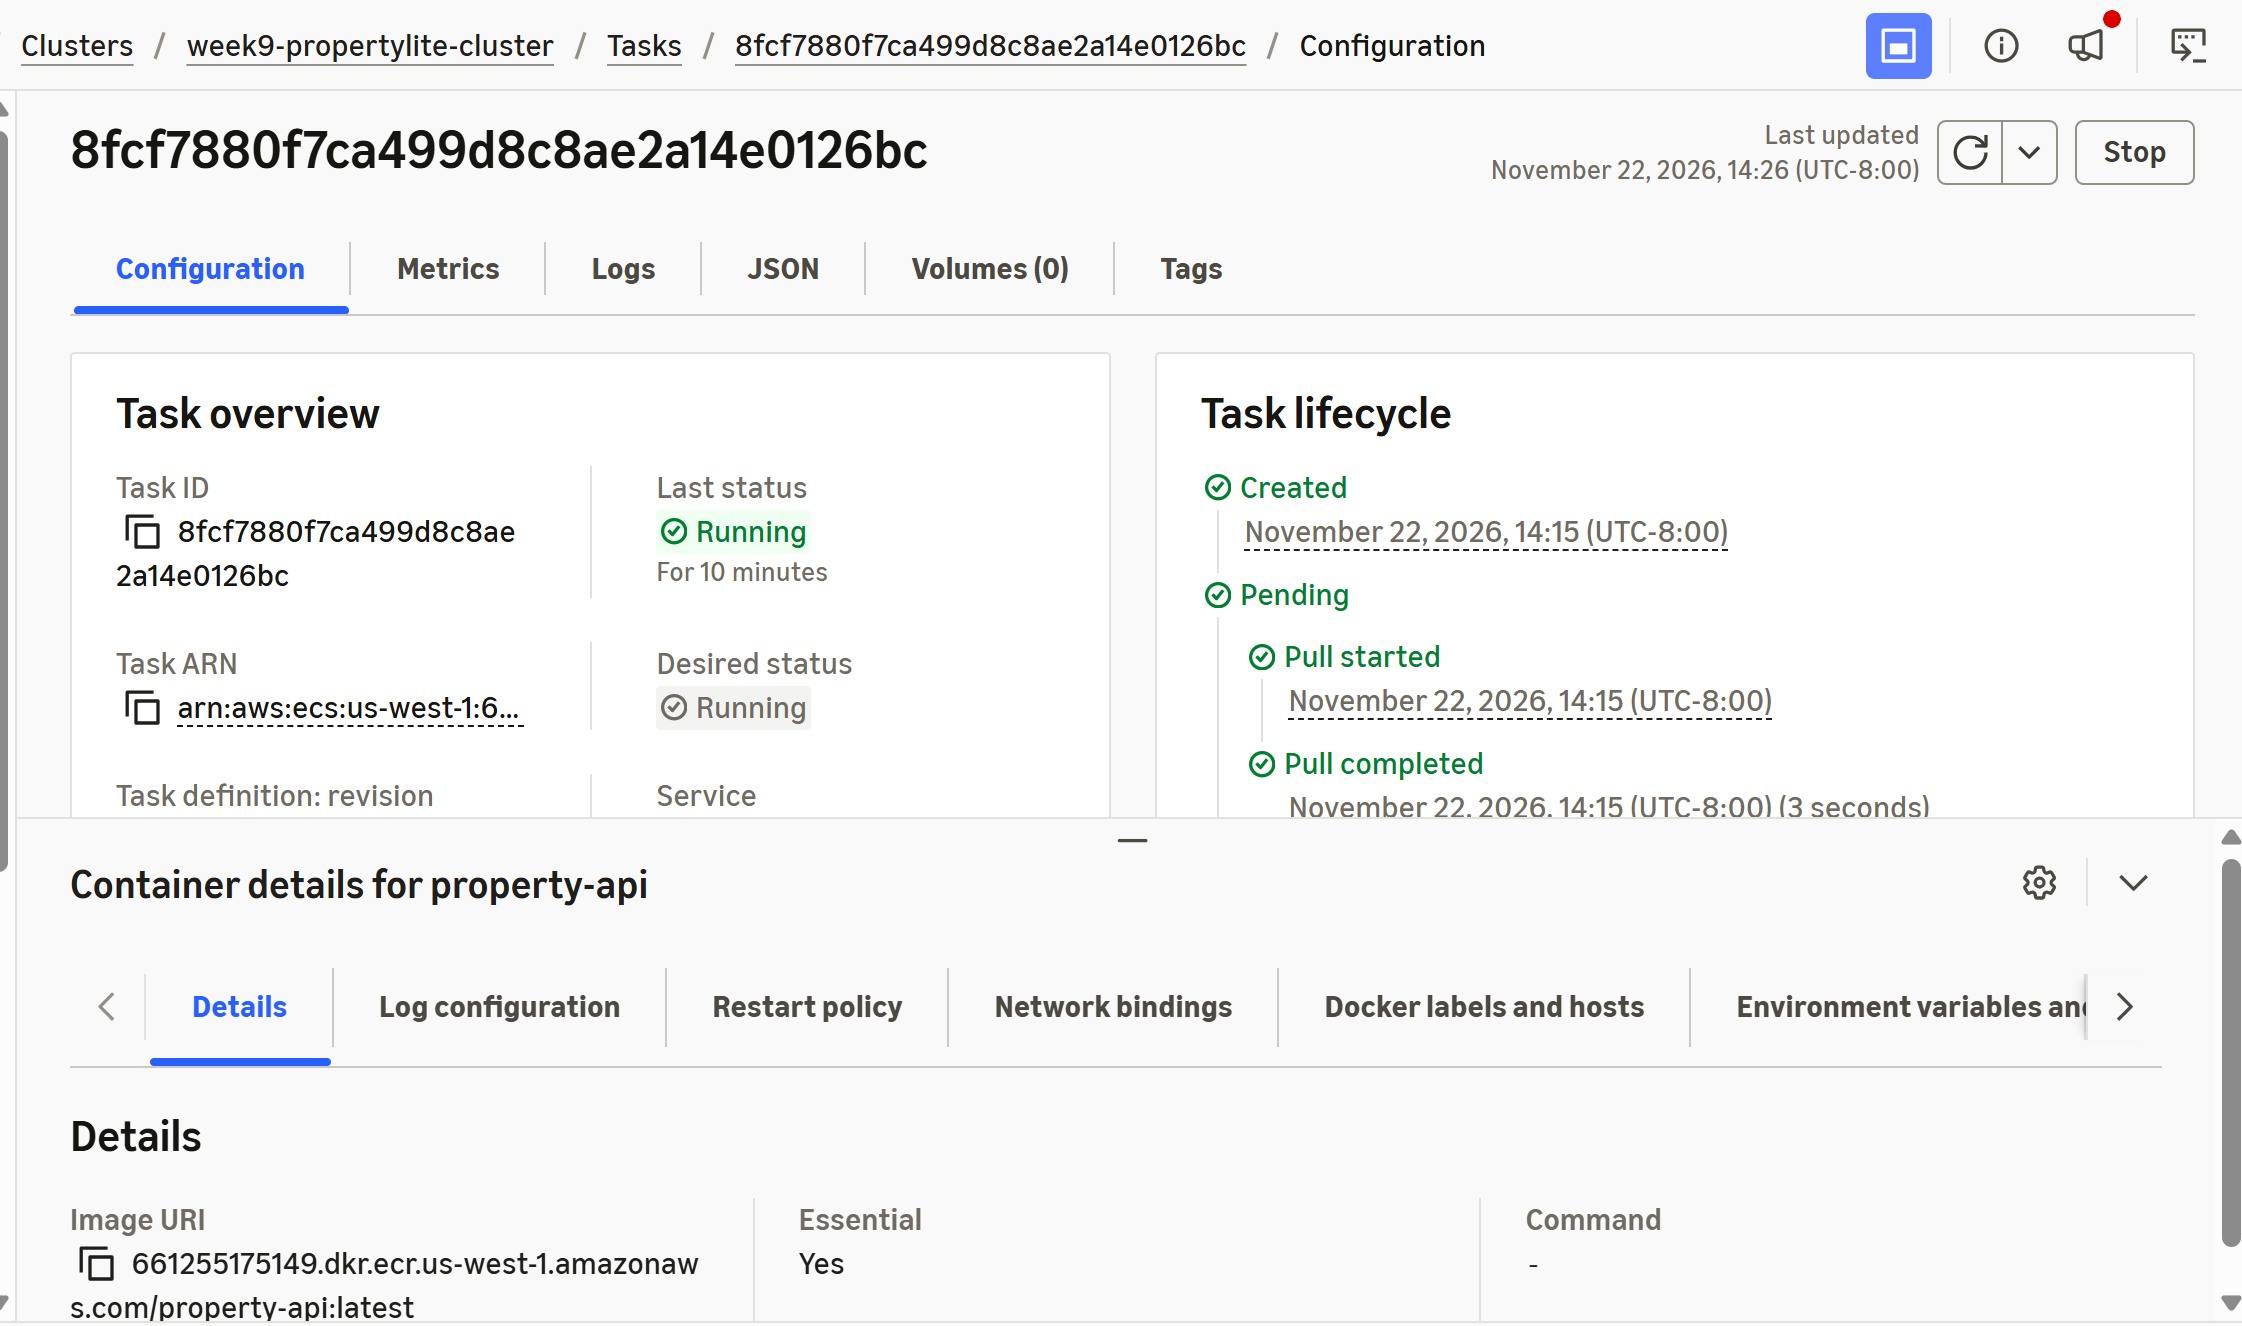 Clusters / week9-propertylite-cluster / Tasks / 8fcf7880f7ca499d8c8ae2a14e0126bc / Configuration
8fcf7880f7ca499d8c8ae2a14e0126bc
Last updated
November 22, 2026, 14:26 (UTC-8:00)
Stop
Configuration
Metrics
Logs
JSON
Volumes (0)
Tags
Task overview
Task ID
8fcf7880f7ca499d8c8ae
2a14e0126bc
Last status
Running
For 10 minutes
Task ARN
arn:aws:ecs:us-west-1:6...
Desired status
Running
Task definition: revision
Service
Task lifecycle
Created
November 22, 2026, 14:15 (UTC-8:00)
Pending
Pull started
November 22, 2026, 14:15 (UTC-8:00)
Pull completed
November 22, 2026, 14:15 (UTC-8:00) (3 seconds)
Container details for property-api
Details
Log configuration
Restart policy
Network bindings
Docker labels and hosts
Environment variables and
Details
Image URI
661255175149.dkr.ecr.us-west-1.amazonaw
s.com/property-api:latest
Essential
Yes
Command
-